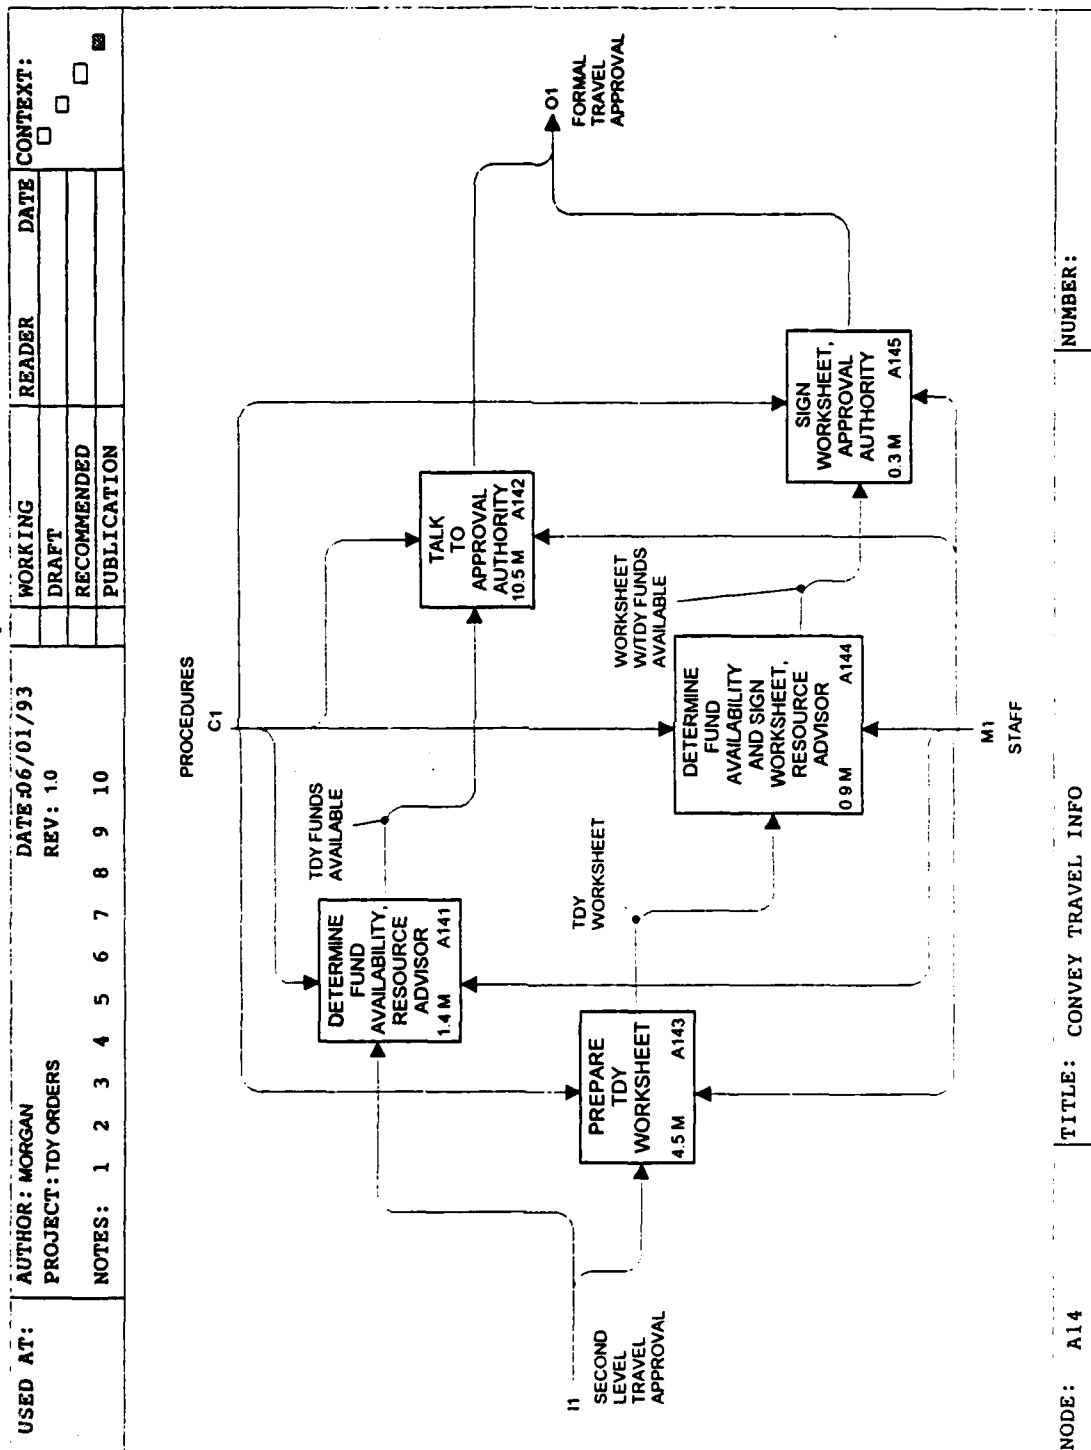 USED AT:
AUTHOR: MORGAN
PROJECT: TDY ORDERS
NOTES: 1 2 3 4 5 6 7 8 9 10
DATE:06/01/93
REV: 1.0
WORKING
DRAFT
RECOMMENDED
PUBLICATION
READER
DATE
CONTEXT:
PROCEDURES
C1
I1
SECOND
LEVEL
TRAVEL
APPROVAL
DETERMINE
FUND
AVAILABILITY,
RESOURCE
ADVISOR
1.4 M A141
TDY FUNDS
AVAILABLE
TALK
TO
APPROVAL
AUTHORITY
10.5 M A142
PREPARE
TDY
WORKSHEET
4.5 M A143
TDY
WORKSHEET
DETERMINE
FUND
AVAILABILITY
AND SIGN
WORKSHEET,
RESOURCE
ADVISOR
0 9 M A144
WORKSHEET
W/TDY FUNDS
AVAILABLE
SIGN
WORKSHEET,
APPROVAL
AUTHORITY
0.3 M A145
O1
FORMAL
TRAVEL
APPROVAL
M1
STAFF
NODE: A14
TITLE: CONVEY TRAVEL INFO
NUMBER: